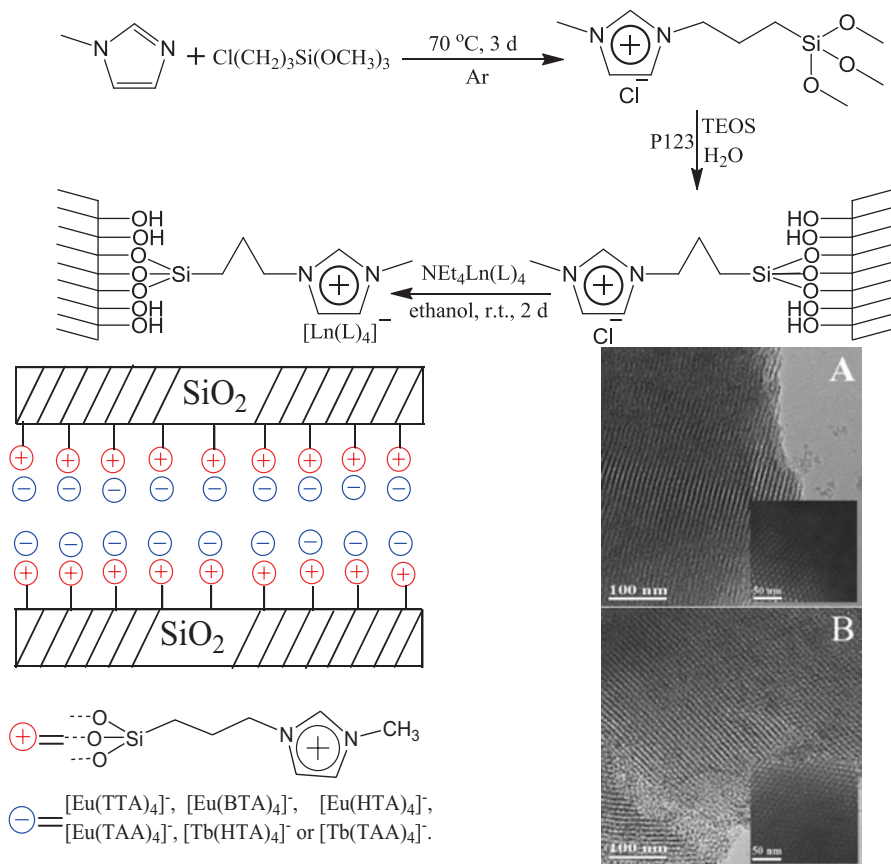 N
N
+ Cl(CH2)3Si(OCH3)3
70 °C, 3 d
Ar
N
N
+
Cl−
Si
O
O
O
P123
TEOS
H2O
OH
OH
O
O
O
OH
OH
Si
N
N
+
[Ln(L)4]−
NEt4Ln(L)4
ethanol, r.t., 2 d
N
N
+
Cl−
Si
HO
HO
O
O
O
HO
HO
SiO2
+ + + + + + + + +
− − − − − − − − −
− − − − − − − − −
+ + + + + + + + +
SiO2
A
100 nm
50 nm
B
100 nm
50 nm
+ = O
O Si
O
N
N
+
CH3
− = [Eu(TTA)4]-, [Eu(BTA)4]-, [Eu(HTA)4]-,
[Eu(TAA)4]-, [Tb(HTA)4]- or [Tb(TAA)4]-.